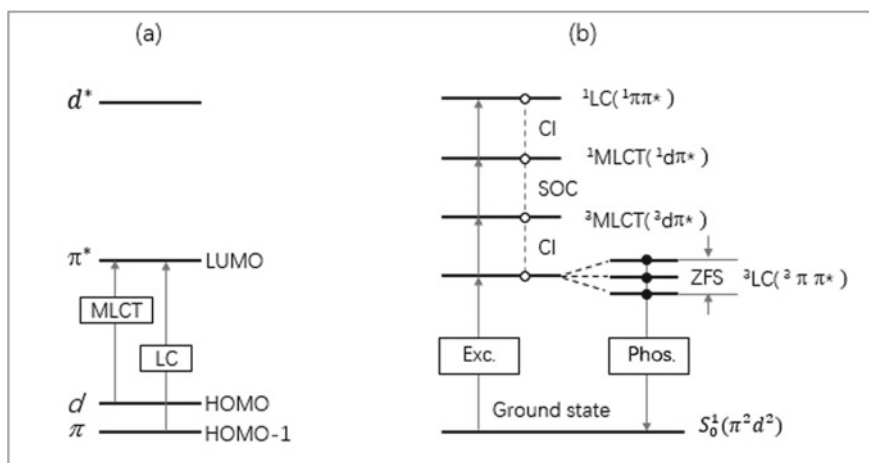 (a)
d*
π*
LUMO
MLCT
LC
d
HOMO
π
HOMO-1
(b)
¹LC(¹ππ*)
CI
¹MLCT(¹dπ*)
SOC
³MLCT(³dπ*)
CI
ZFS
³LC(³ π π*)
Exc.
Phos.
Ground state
S₀¹(π²d²)